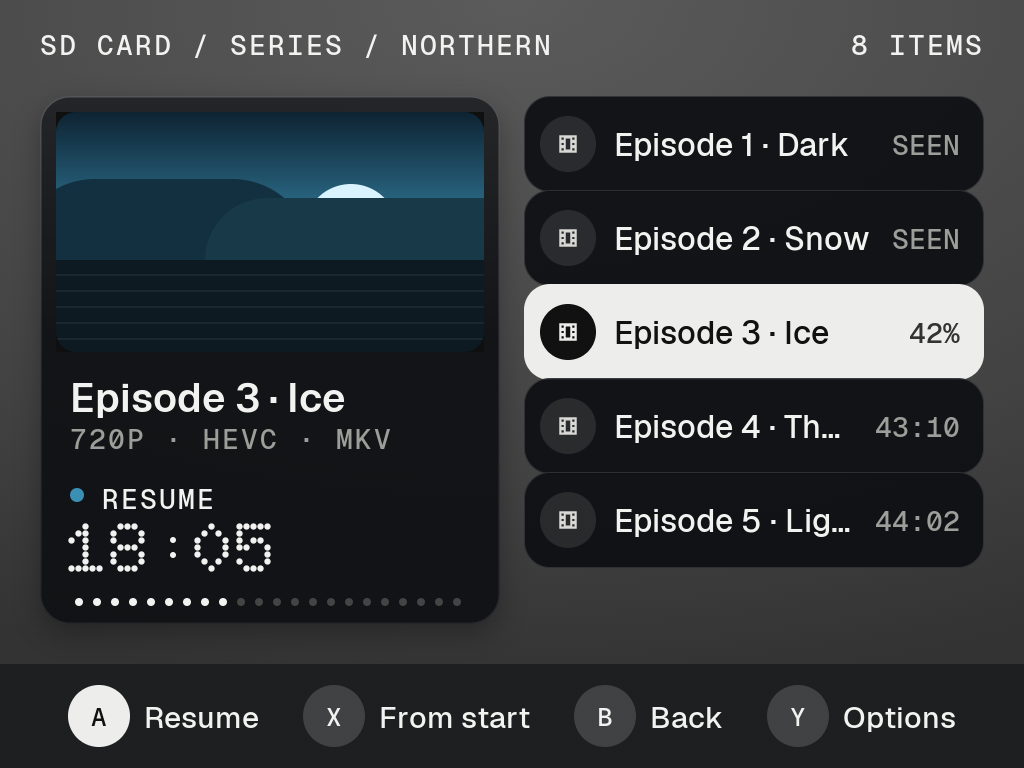 SD CARD / SERIES / NORTHERN
8 ITEMS
Episode 3 · Ice
720P · HEVC · MKV
RESUME
18:05
Episode 1 · Dark SEEN
Episode 2 · Snow SEEN
Episode 3 · Ice 42%
Episode 4 · Th... 43:10
Episode 5 · Lig... 44:02
A Resume
X From start
B Back
Y Options